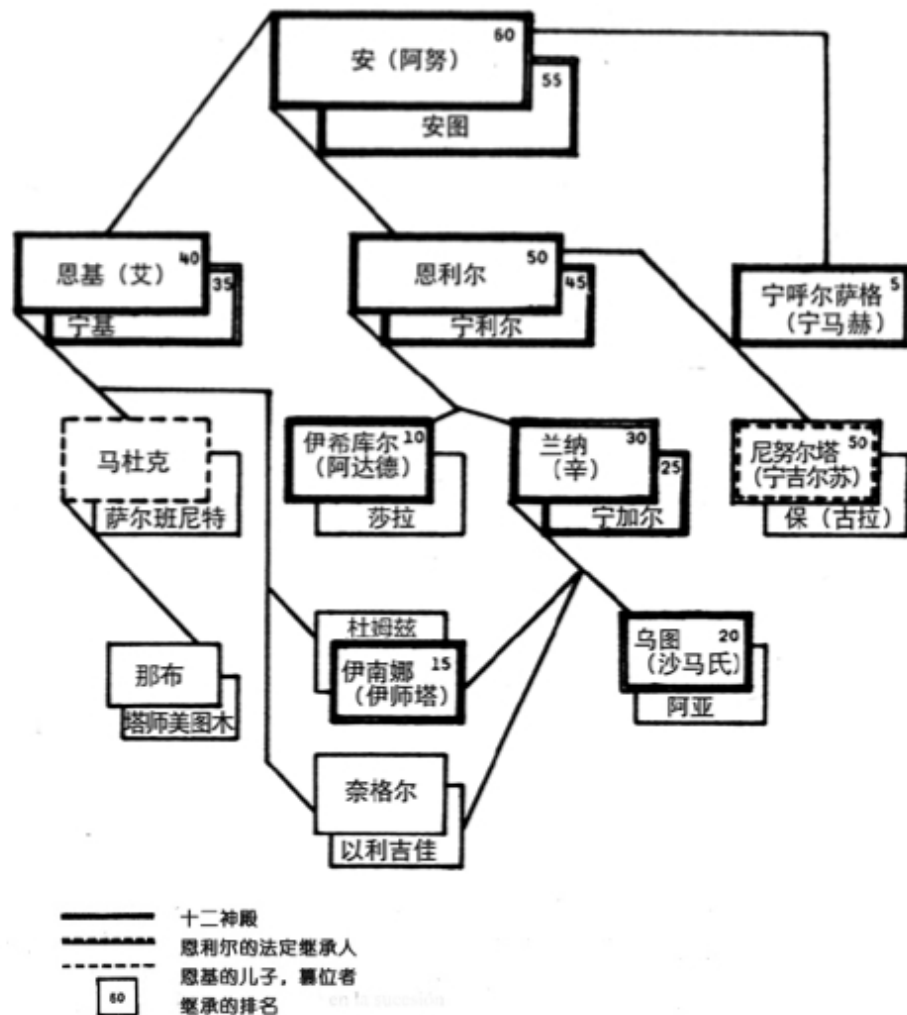 60
安（阿努）
55
安图
40
恩基（艾）
35
宁基
50
恩利尔
45
宁利尔
5
宁呼尔萨格
（宁马赫）
马杜克
萨尔班尼特
伊希库尔 10
（阿达德）
莎拉
兰纳 30
（辛）
25
宁加尔
尼努尔塔 50
（宁吉尔苏）
保（古拉）
那布
塔师美图木
杜姆兹
伊南娜 15
（伊师塔）
乌图 20
（沙马氏）
阿亚
奈格尔
以利吉佳
十二神殿
恩利尔的法定继承人
恩基的儿子，篡位者
60
继承的排名
en la sucesión